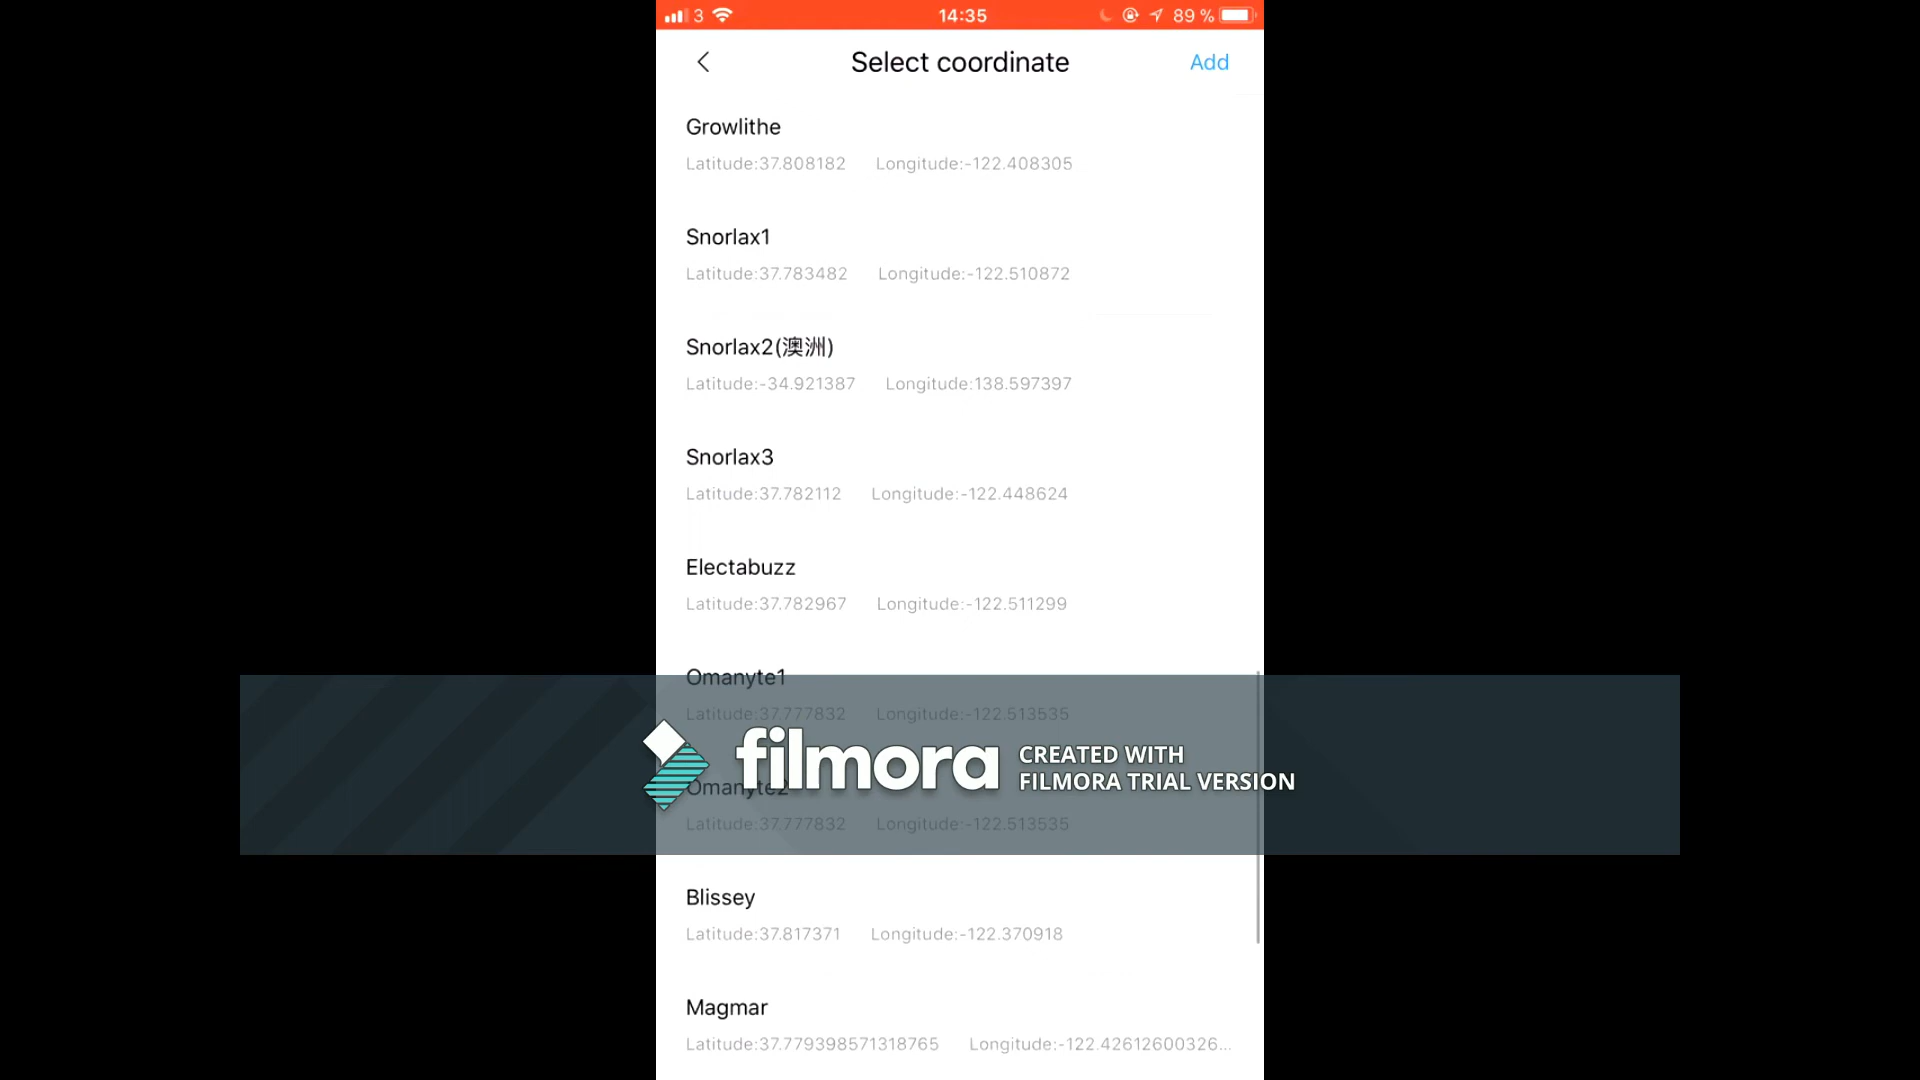 3 14:35 89 %
Select coordinate Add
Growlithe
Latitude:37.808182 Longitude:-122.408305
Snorlax1
Latitude:37.783482 Longitude:-122.510872
Snorlax2(澳洲)
Latitude:-34.921387 Longitude:138.597397
Snorlax3
Latitude:37.782112 Longitude:-122.448624
Electabuzz
Latitude:37.782967 Longitude:-122.511299
Omanyte1
Latitude:37.777832 Longitude:-122.513535
filmora CREATED WITH
FILMORA TRIAL VERSION
Omanyte2
Latitude:37.777832 Longitude:-122.513535
Blissey
Latitude:37.817371 Longitude:-122.370918
Magmar
Latitude:37.779398571318765 Longitude:-122.42612600326...